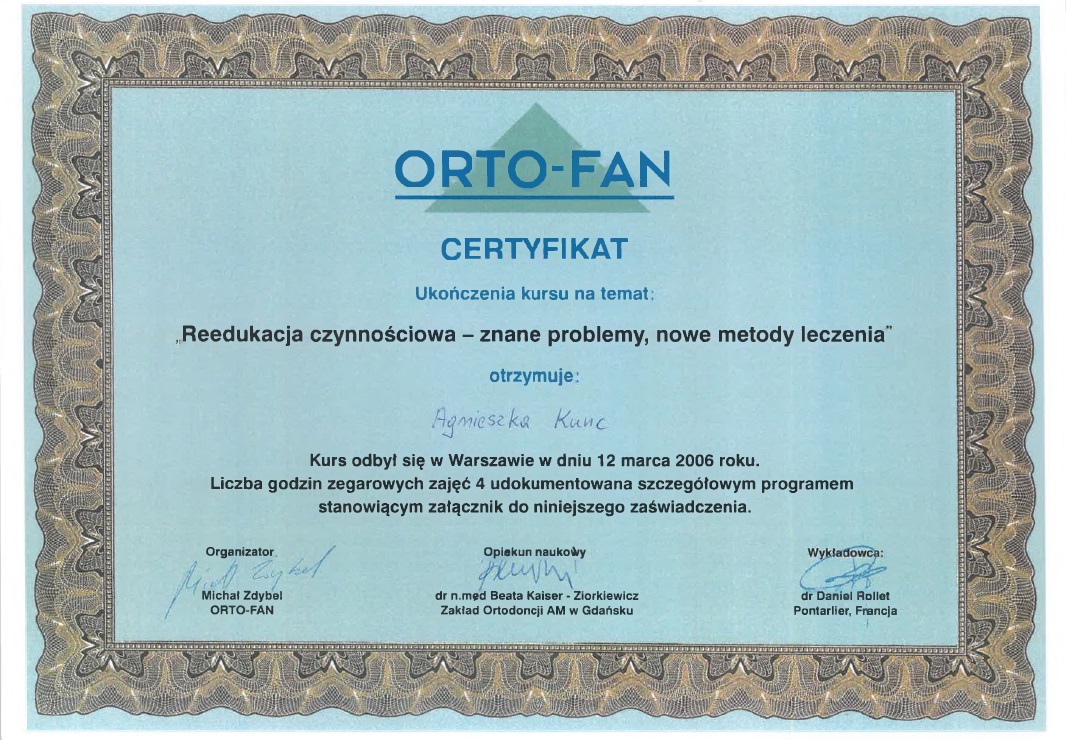 ORTO-FAN
CERTYFIKAT
Ukończenia kursu na temat:
„Reedukacja czynnościowa – znane problemy, nowe metody leczenia”
otrzymuje:
Agnieszka Kunc
Kurs odbył się w Warszawie w dniu 12 marca 2006 roku.
Liczba godzin zegarowych zajęć 4 udokumentowana szczegółowym programem
stanowiącym załącznik do niniejszego zaświadczenia.
Organizator
Michał Zdybel
Michał Zdybel
ORTO-FAN
Opiekun naukowy
dr n.med Beata Kaiser - Ziorkiewicz
Zakład Ortodoncji AM w Gdańsku
Wykładowca:
dr Daniel Rollet
Pontarlier, Francja